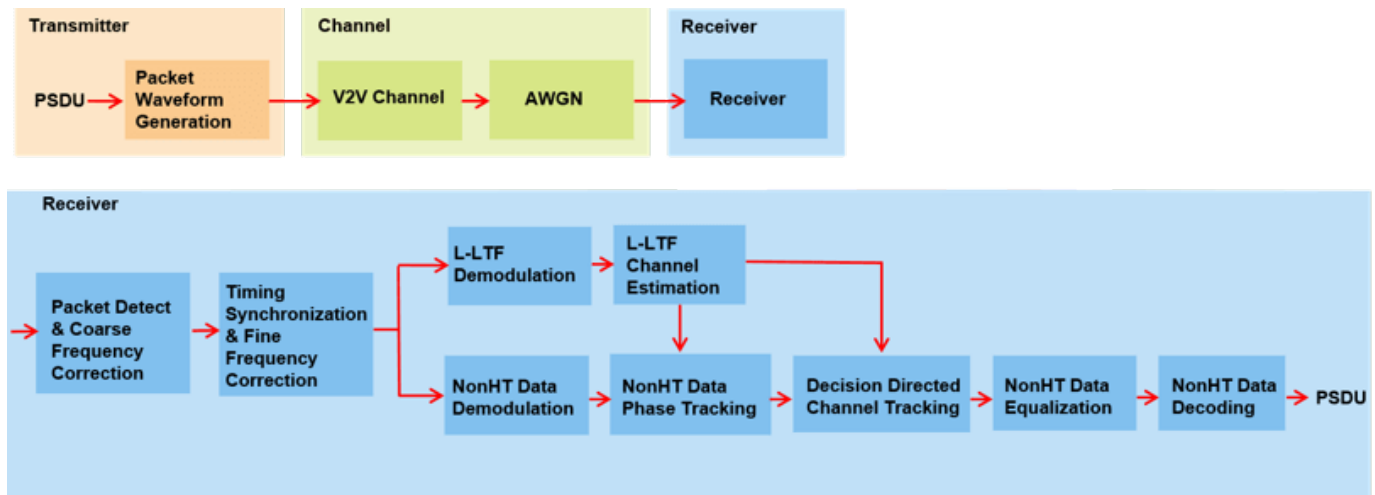 Transmitter
PSDU
Packet
Waveform
Generation
Channel
V2V Channel
AWGN
Receiver
Receiver
Receiver
Packet Detect
& Coarse
Frequency
Correction
Timing
Synchronization
& Fine
Frequency
Correction
L-LTF
Demodulation
L-LTF
Channel
Estimation
NonHT Data
Demodulation
NonHT Data
Phase Tracking
Decision Directed
Channel Tracking
NonHT Data
Equalization
NonHT Data
Decoding
PSDU